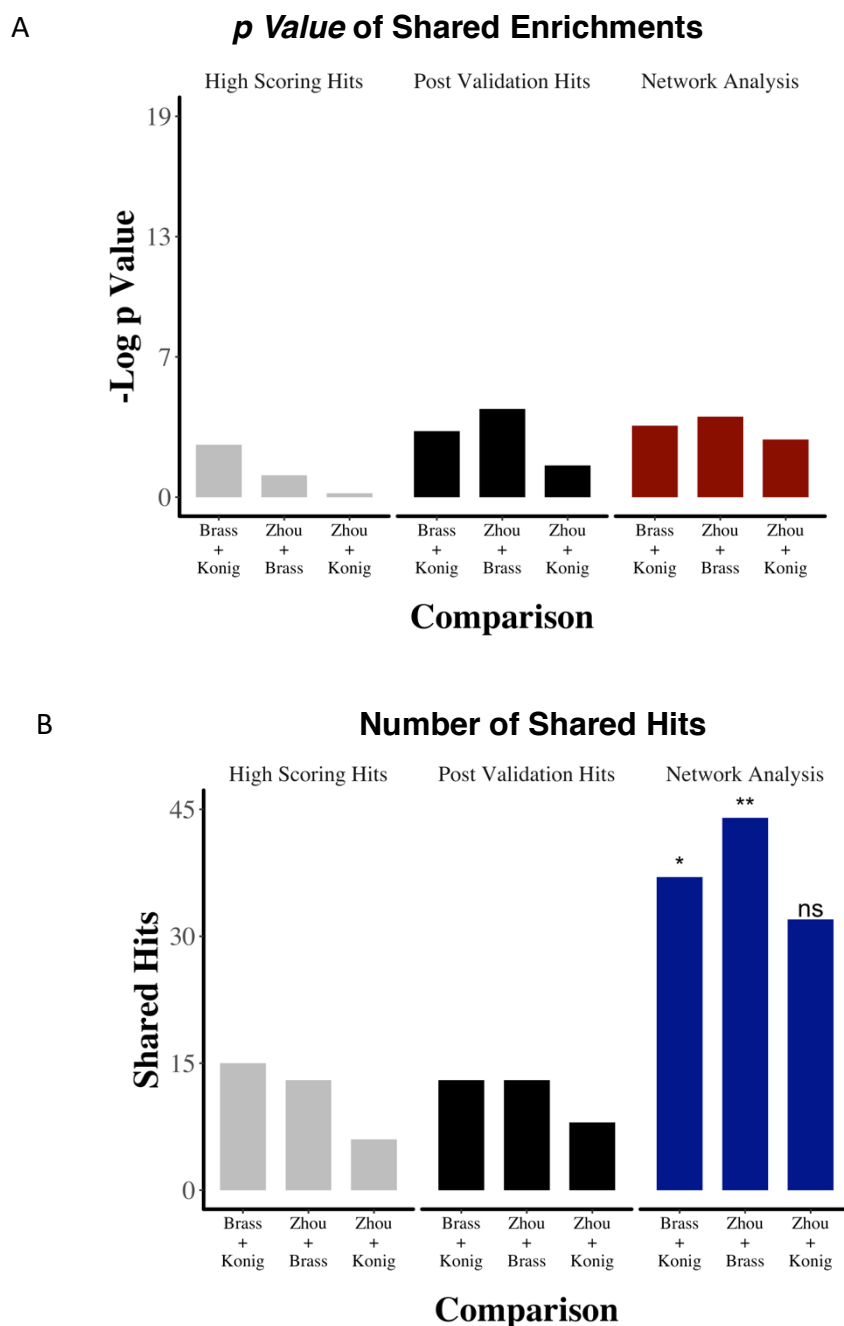 A
p Value of Shared Enrichments
High Scoring Hits Post Validation Hits Network Analysis
19
13
7
0
-Log p Value
Brass Zhou Zhou Brass Zhou Zhou Brass Zhou Zhou
+ + + + + + + + +
Konig Brass Konig Konig Brass Konig Konig Brass Konig
Comparison
B
Number of Shared Hits
High Scoring Hits Post Validation Hits Network Analysis
45
30
15
0
Shared Hits
* ** ns
Brass Zhou Zhou Brass Zhou Zhou Brass Zhou Zhou
+ + + + + + + + +
Konig Brass Konig Konig Brass Konig Konig Brass Konig
Comparison